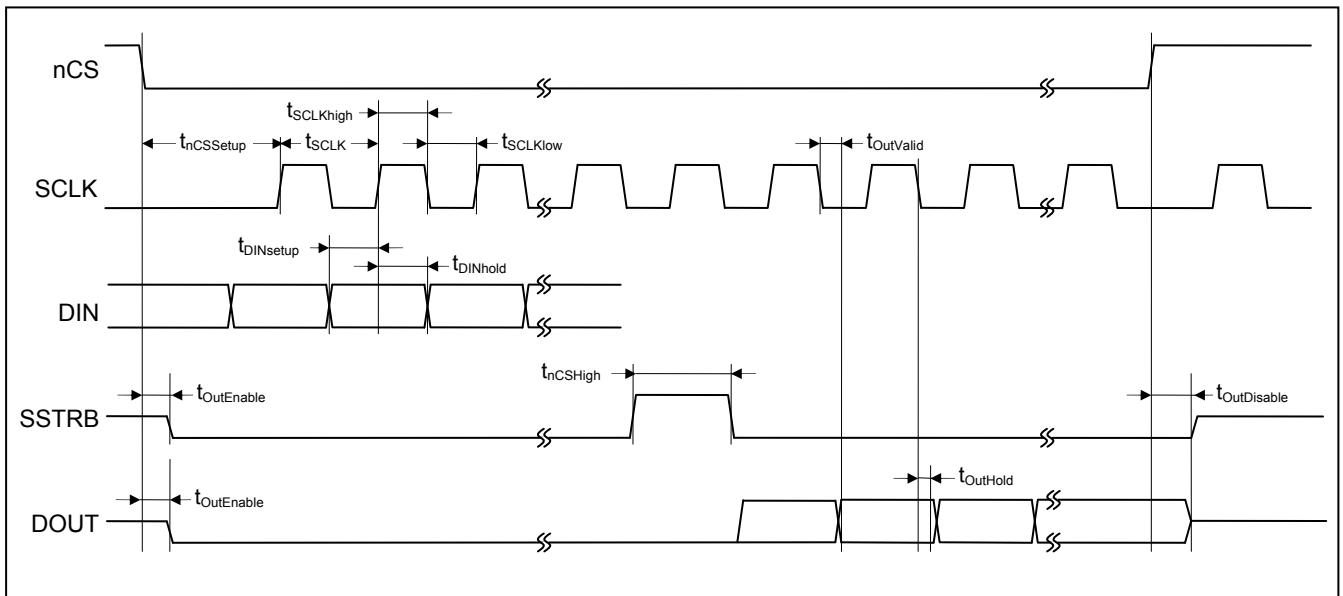 nCS
tSCLKhigh
tnCSSetup
tSCLK
tSCLKlow
tOutValid
SCLK
tDINsetup
tDINhold
DIN
tnCSHigh
tOutEnable
tOutDisable
SSTRB
tOutHold
tOutEnable
DOUT